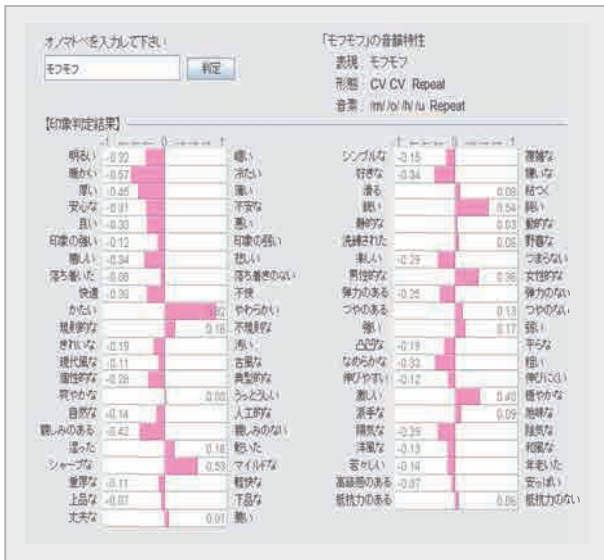 オノマトペを入力して下さい
モフモフ 判定
「モフモフ」の音韻特性
表現 モフモフ
形態 CV CV Repeat
音素 /m/ /o/ /h/ /u Repeat
【印象判定結果】
-1 ←←← 0 →→→ 1
明るい -0.32 暗い
暖かい -0.57 冷たい
厚い -0.45 薄い
安心な -0.31 不安な
良い -0.30 悪い
印象の強い -0.12 印象の弱い
嬉しい -0.34 悲しい
落ち着いた -0.08 落ち着きのない
快適 -0.36 不快
かたい やわらかい
規則的な 0.18 不規則な
きれいな -0.19 汚い
現代風な -0.11 古風な
個性的な -0.28 典型的な
爽やかな 0.00 うっとうしい
自然な -0.14 人工的な
親しみのある -0.42 親しみのない
湿った 0.16 乾いた
シャープな 0.59 マイルドな
重厚な -0.11 軽快な
上品な -0.07 下品な
丈夫な 0.01 脆い
-1 ←←← 0 →→→ 1
シンプルな -0.15 複雑な
好きな -0.34 嫌いな
滑る 0.08 粘つく
鋭い 0.54 鈍い
静的な 0.03 動的な
洗練された 0.06 野暮な
楽しい -0.29 つまらない
男性的な 0.36 女性的な
弾力のある -0.25 弾力のない
つやのある 0.13 つやのない
強い 0.17 弱い
凸凹な -0.19 平らな
なめらかな -0.33 粗い
伸びやすい -0.12 伸びにくい
激しい 0.40 穏やかな
派手な 0.09 地味な
陽気な -0.26 陰気な
洋風な -0.13 和風な
若々しい -0.14 年老いた
高級感のある -0.07 安っぽい
抵抗力のある 0.06 抵抗力のない